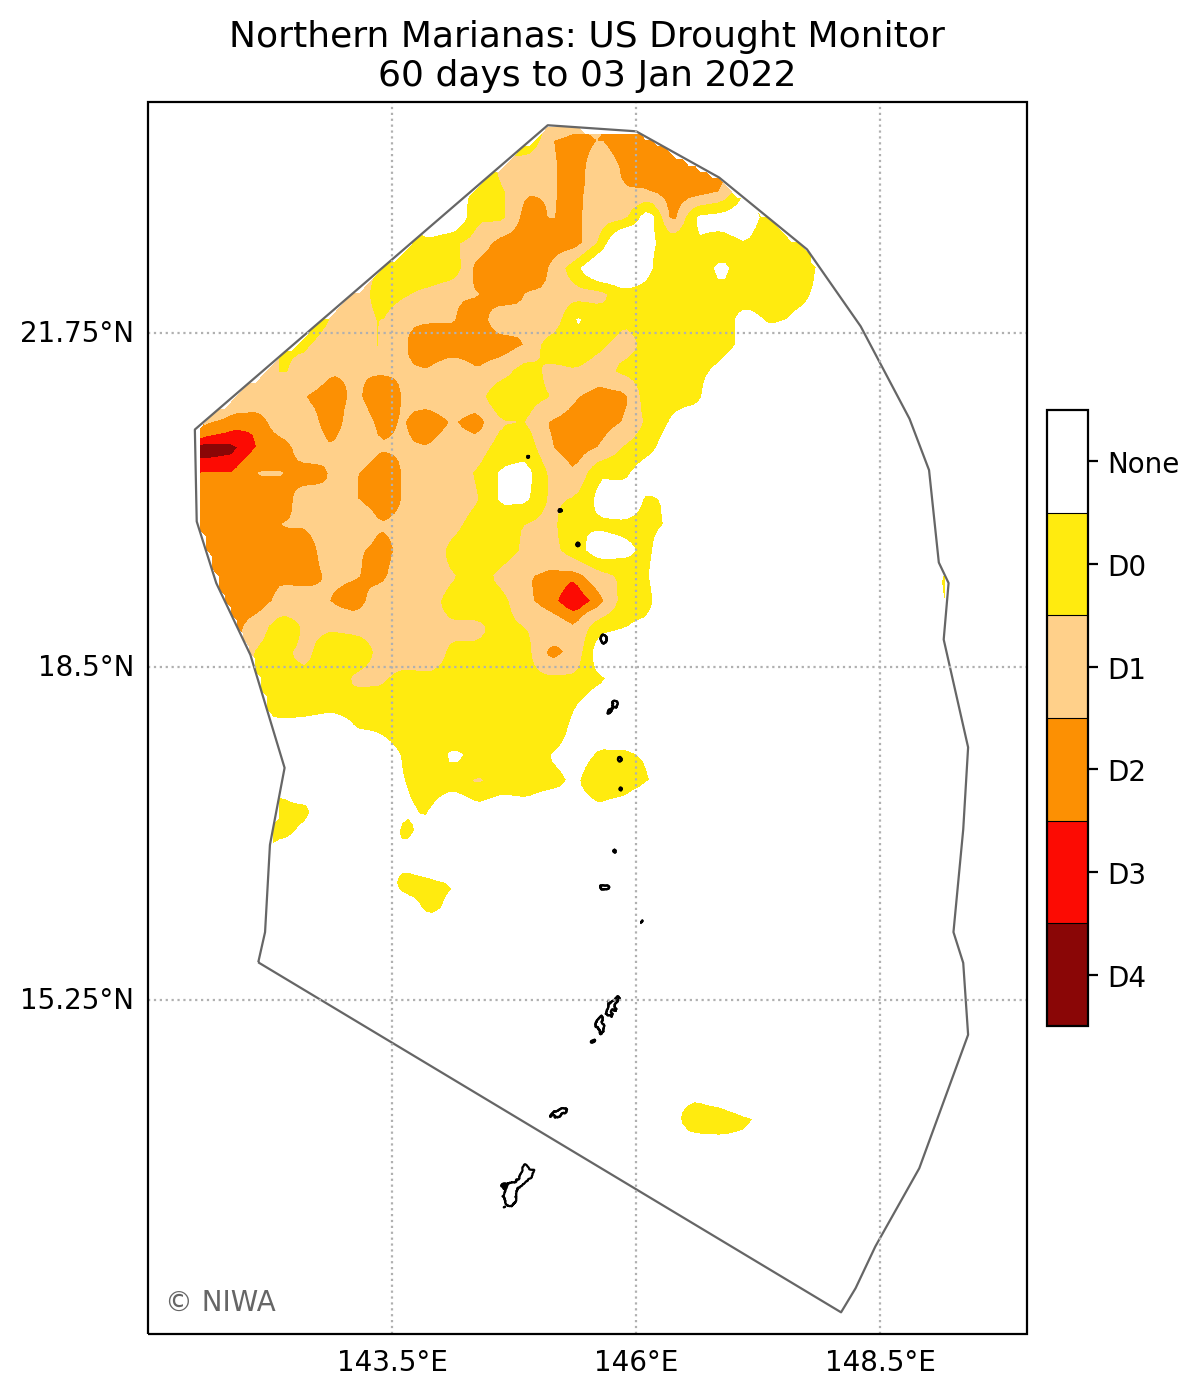 Northern Marianas: US Drought Monitor
60 days to 03 Jan 2022
21.75°N
18.5°N
15.25°N
143.5°E
146°E
148.5°E
None
D0
D1
D2
D3
D4
© NIWA